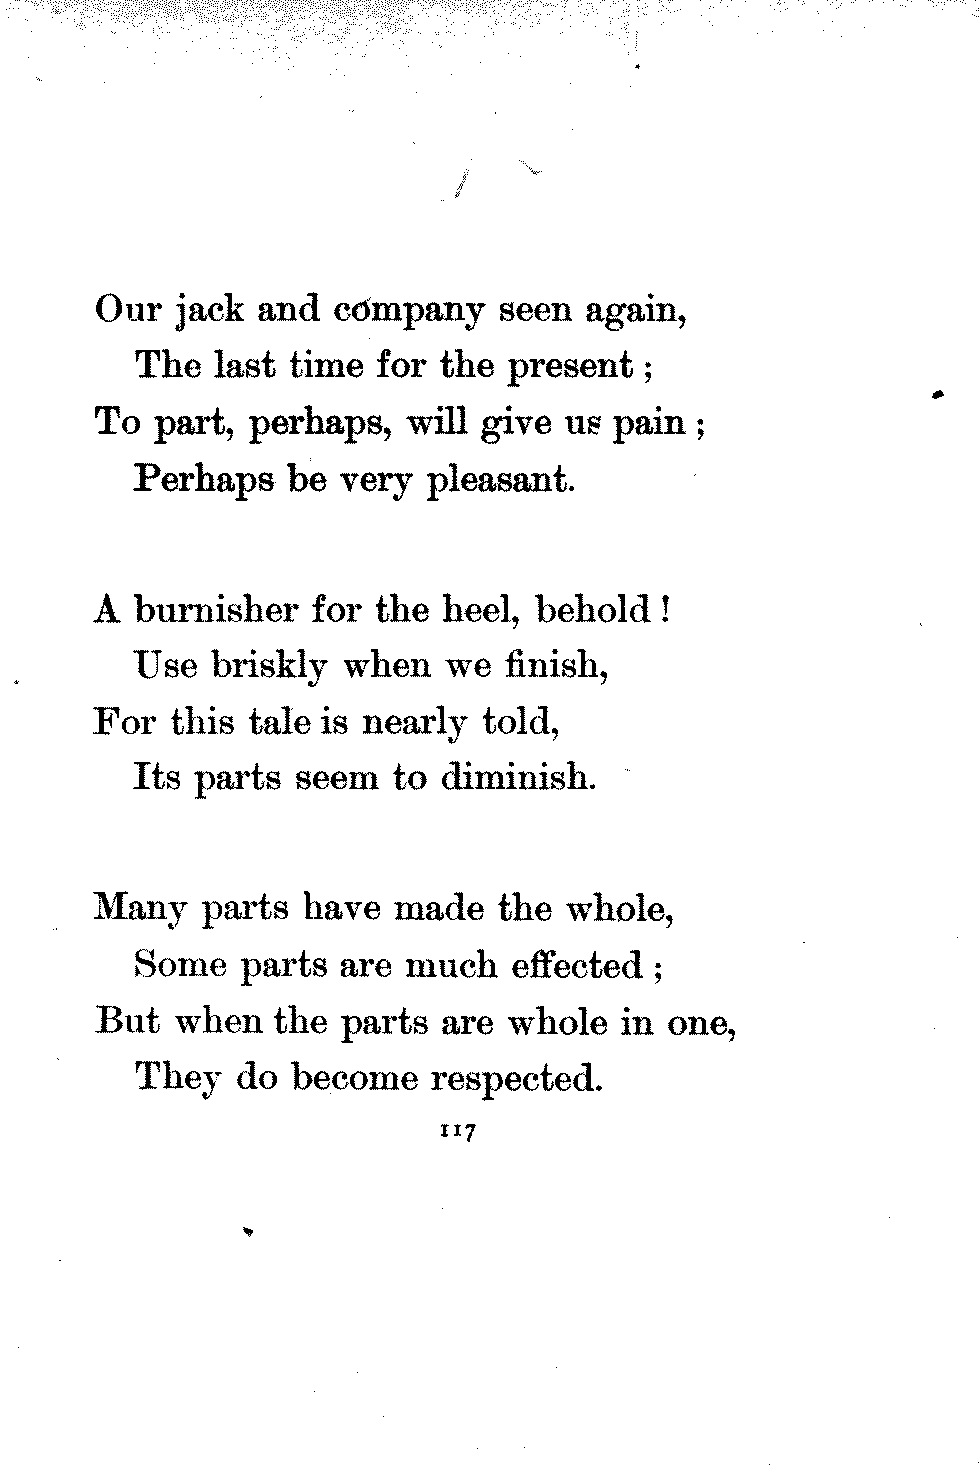 Our jack and company seen again,
The last time for the present ;
To part, perhaps, will give us pain ;
Perhaps be very pleasant.
A burnisher for the heel, behold !
Use briskly when we finish,
For this tale is nearly told,
Its parts seem to diminish.
Many parts have made the whole,
Some parts are much effected ;
But when the parts are whole in one,
They do become respected.
117